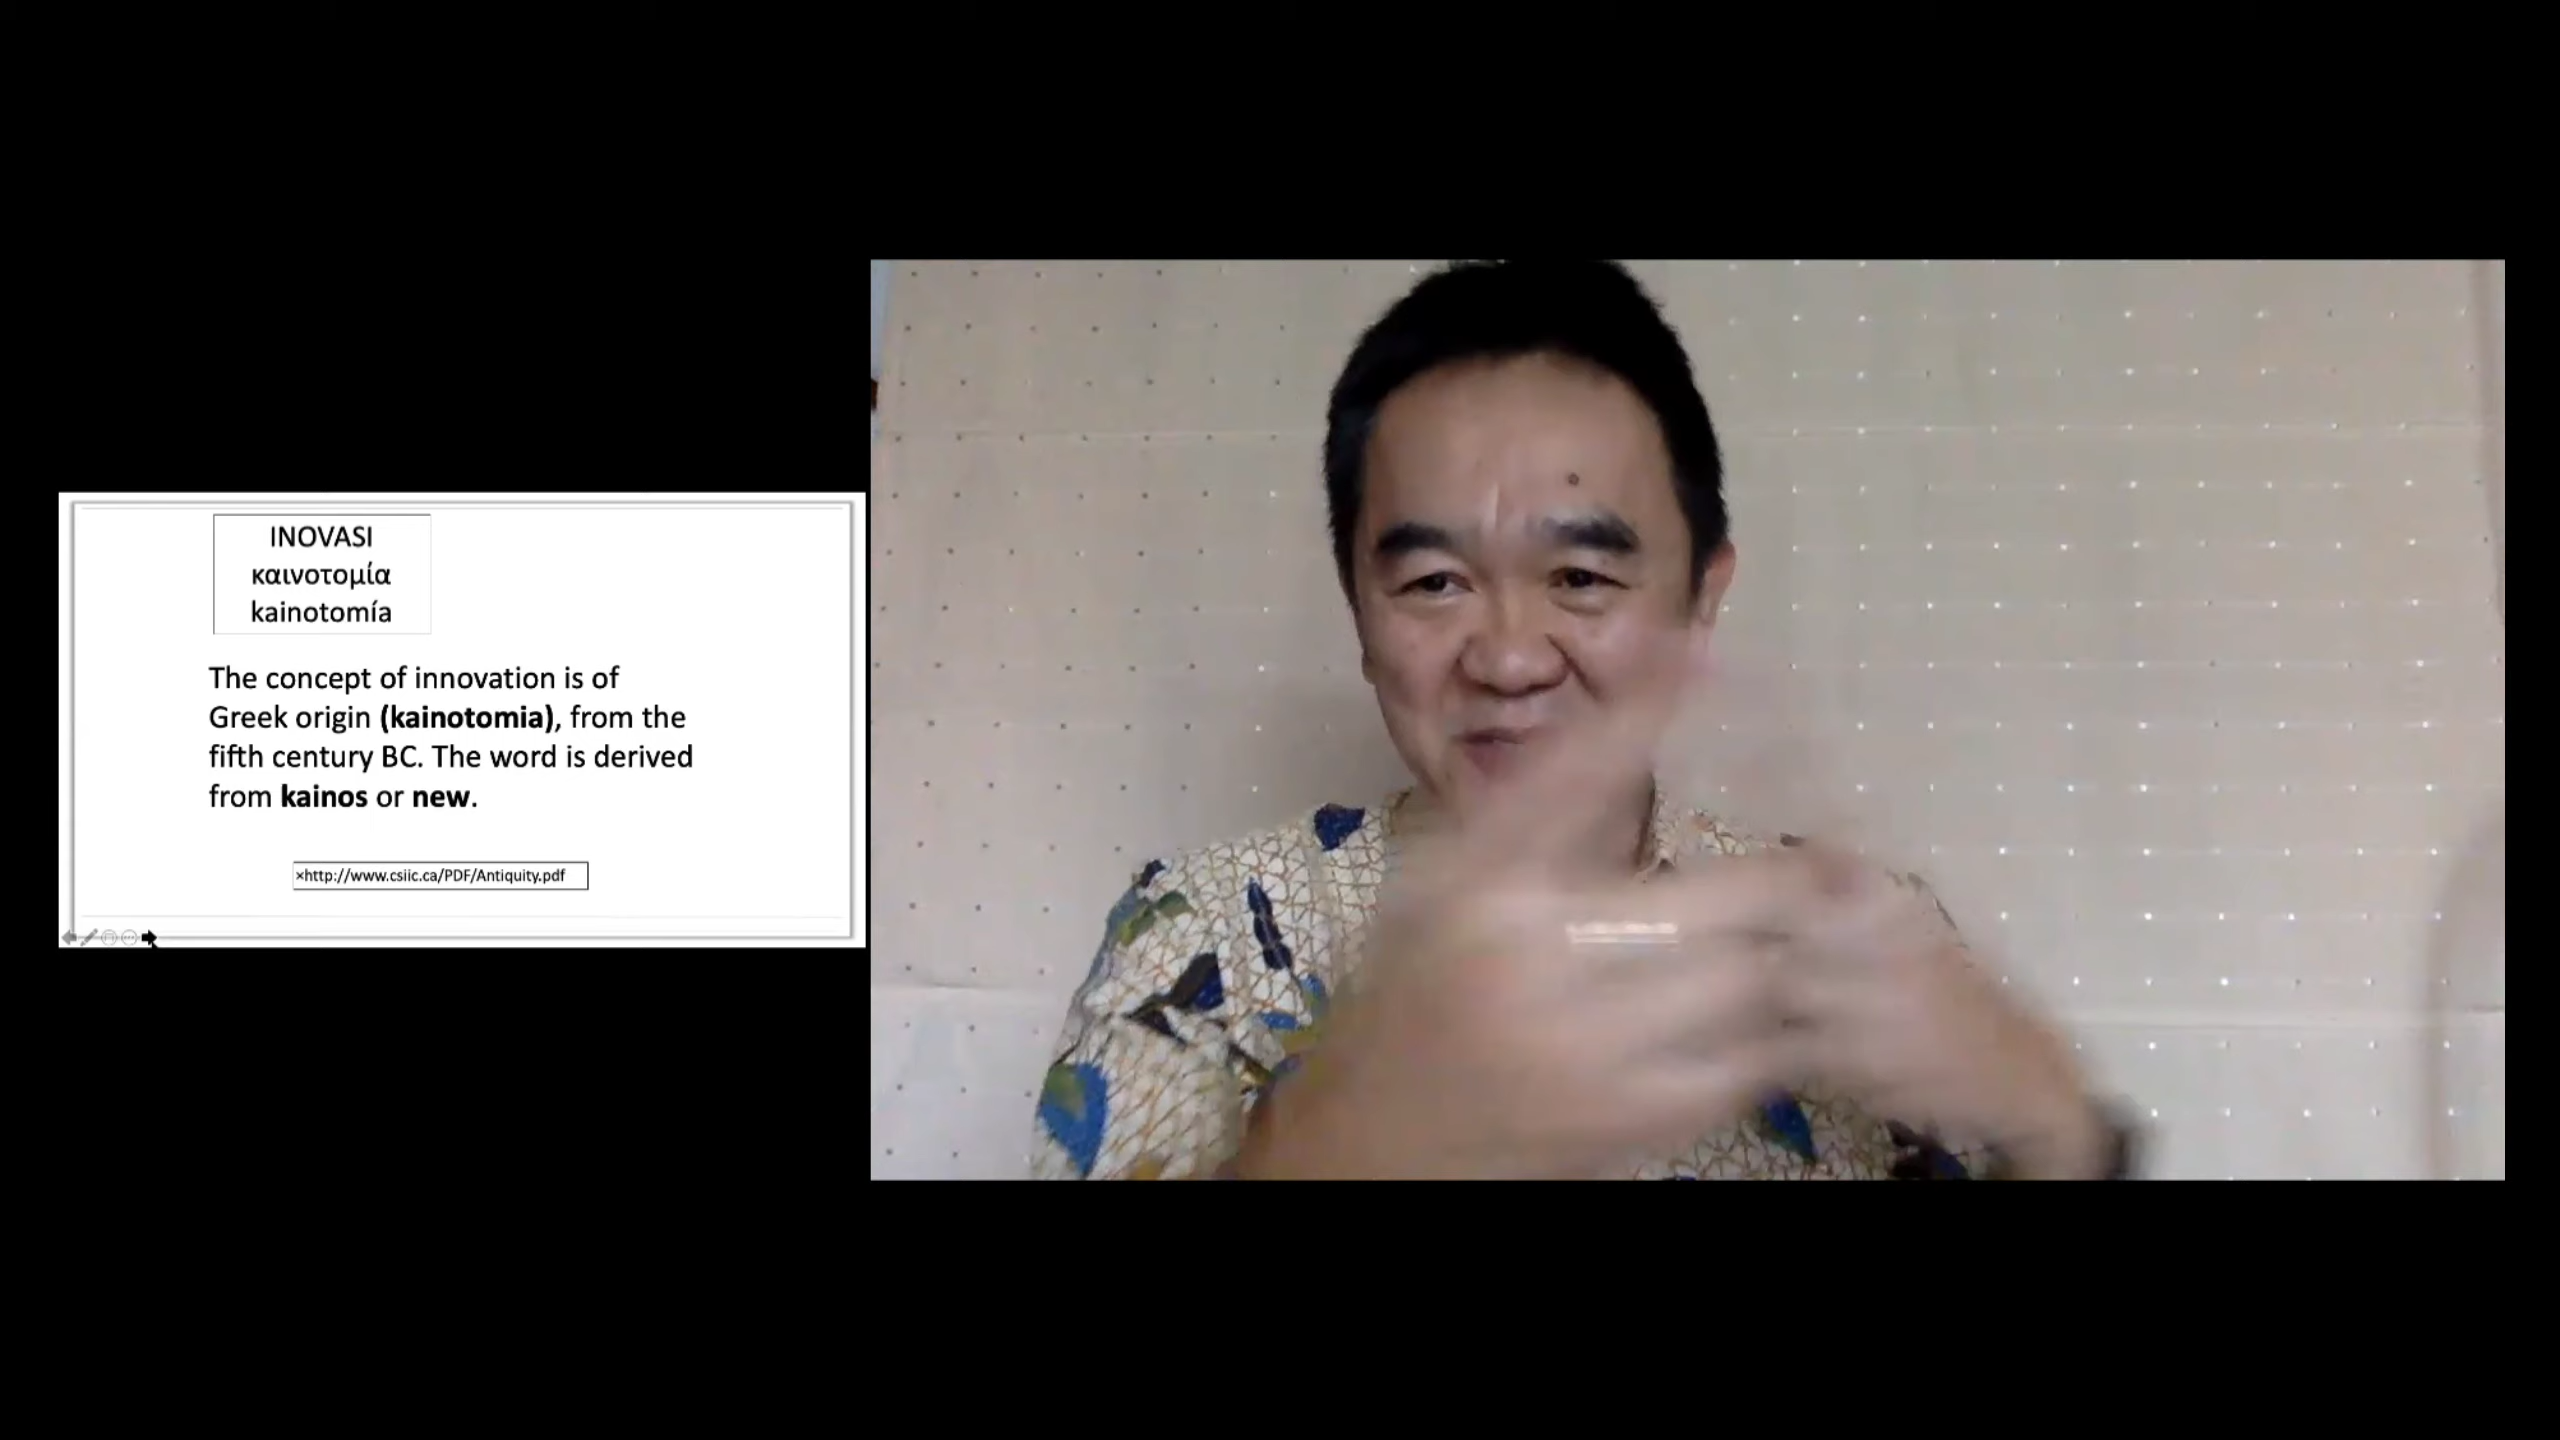 INOVASI
καινοτομία
kainotomía
The concept of innovation is of
Greek origin (kainotomia), from the
fifth century BC. The word is derived
from kainos or new.
×http://www.csiic.ca/PDF/Antiquity.pdf